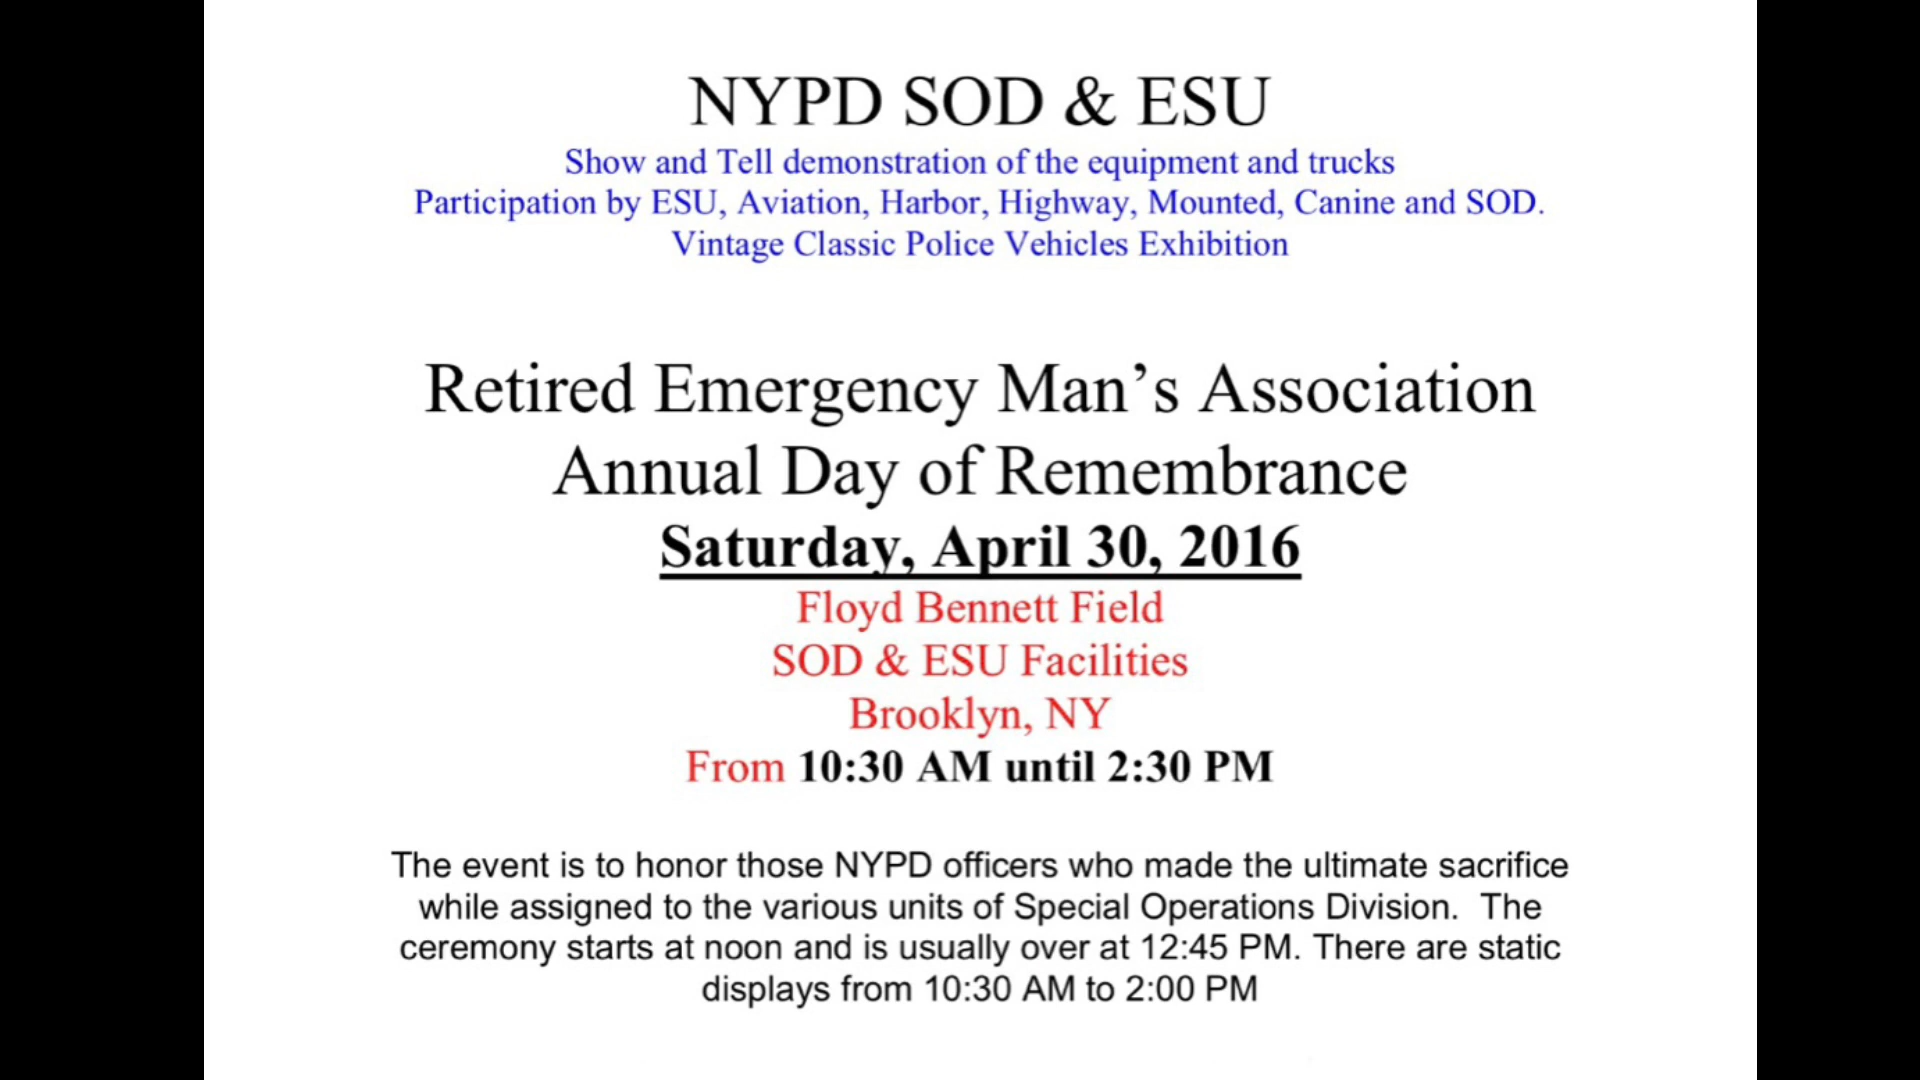 NYPD SOD & ESU
Show and Tell demonstration of the equipment and trucks
Participation by ESU, Aviation, Harbor, Highway, Mounted, Canine and SOD.
Vintage Classic Police Vehicles Exhibition
Retired Emergency Man’s Association
Annual Day of Remembrance
Saturday, April 30, 2016
Floyd Bennett Field
SOD & ESU Facilities
Brooklyn, NY
From 10:30 AM until 2:30 PM
The event is to honor those NYPD officers who made the ultimate sacrifice
while assigned to the various units of Special Operations Division.  The
ceremony starts at noon and is usually over at 12:45 PM. There are static
displays from 10:30 AM to 2:00 PM